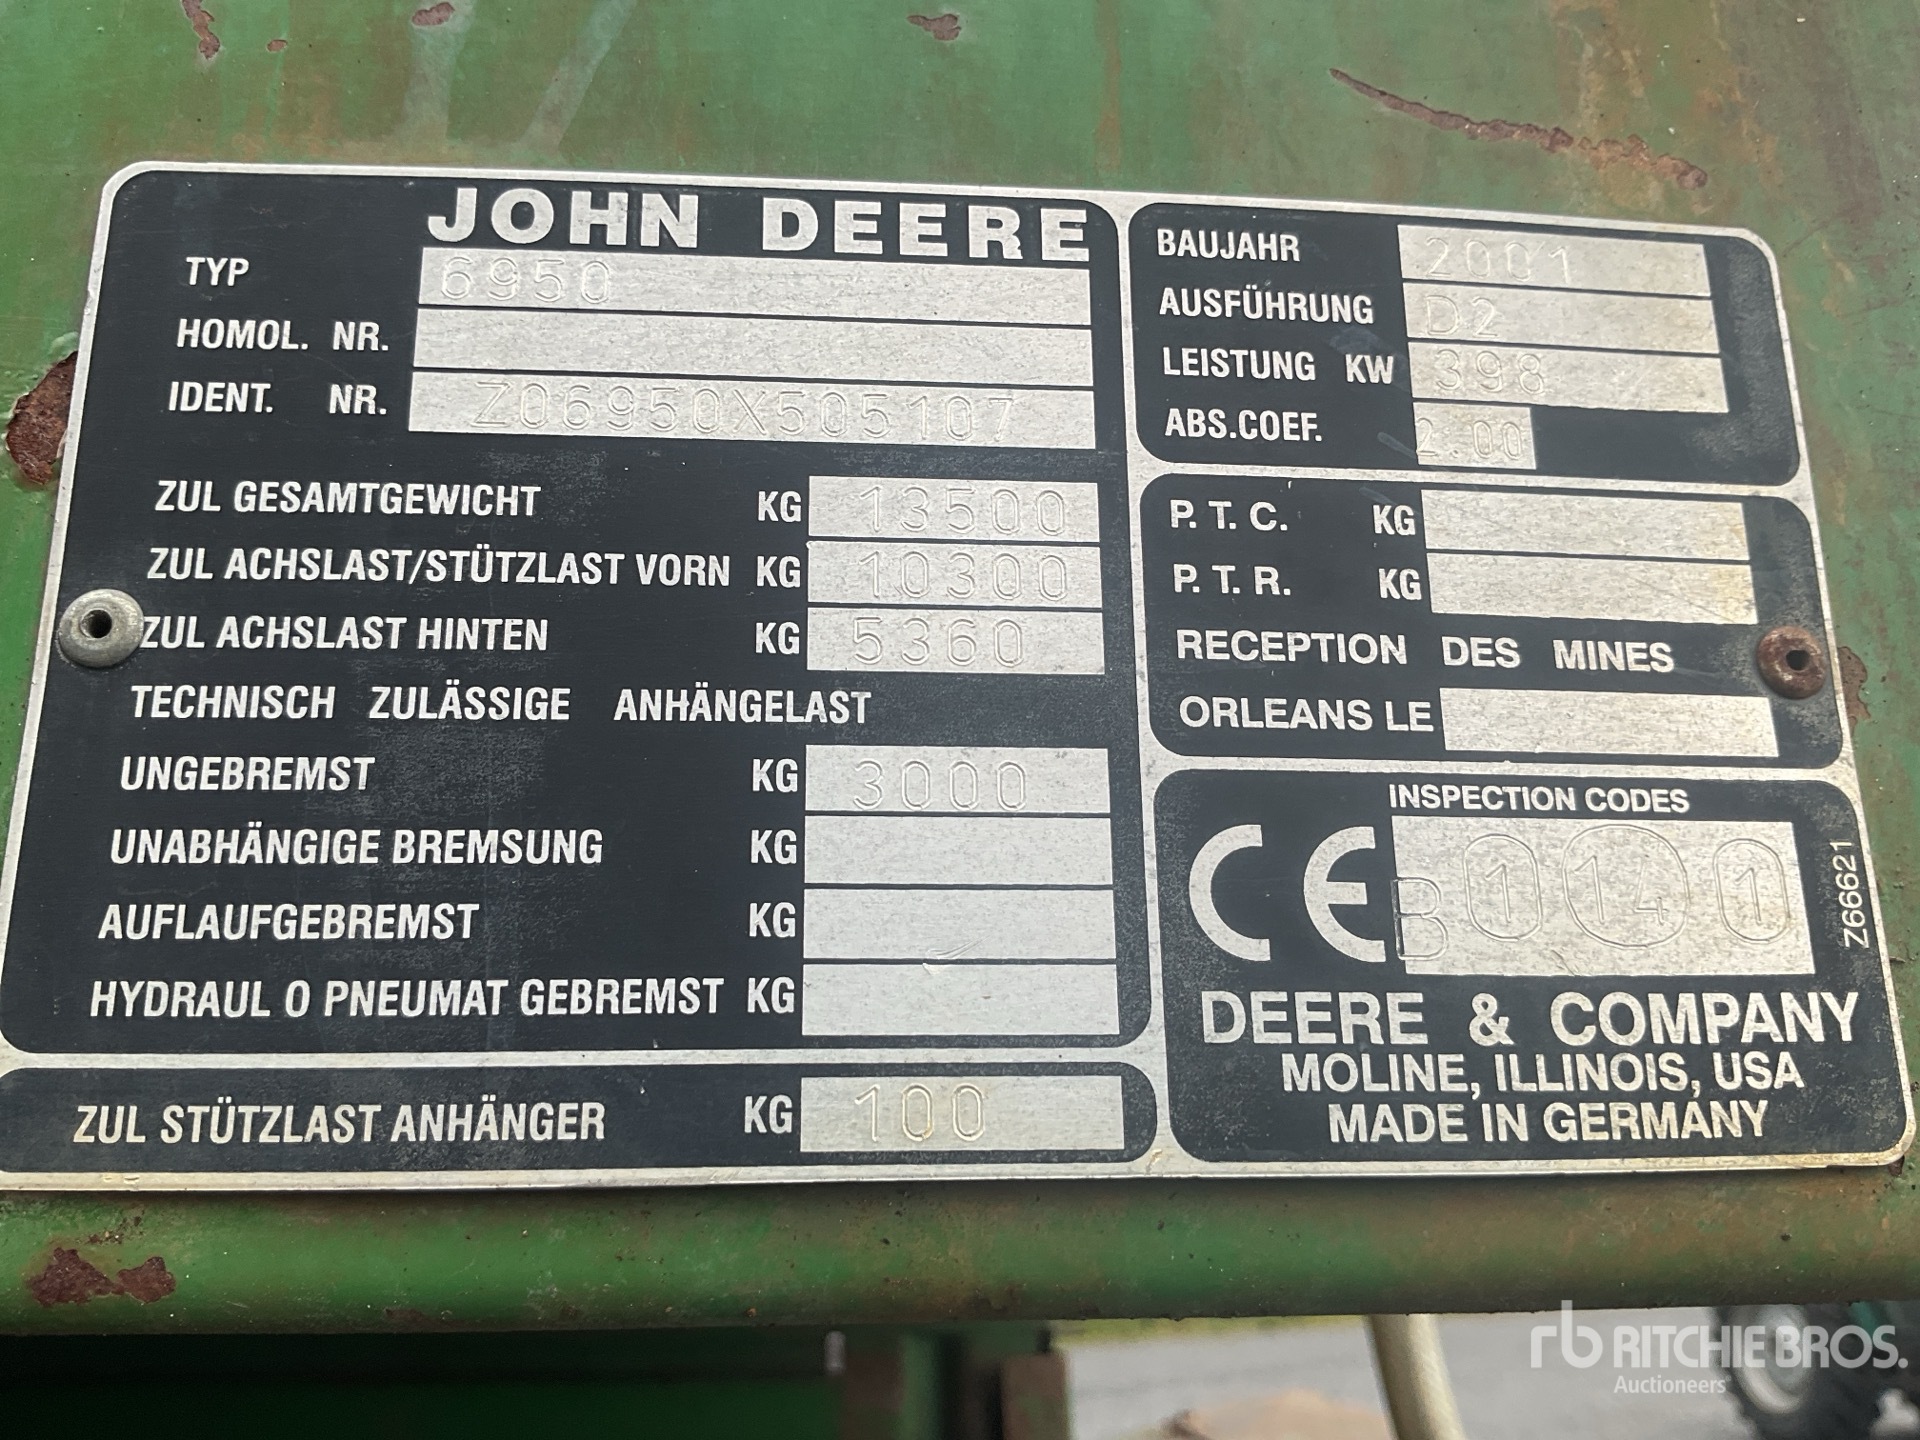 JOHN DEERE
TYP 6950
HOMOL. NR.
IDENT. NR. Z06950X505107
ZUL GESAMTGEWICHT KG 13500
ZUL ACHSLAST/STÜTZLAST VORN KG 10300
ZUL ACHSLAST HINTEN KG 5360
TECHNISCH ZULÄSSIGE ANHÄNGELAST
UNGEBREMST KG 3000
UNABHÄNGIGE BREMSUNG KG
AUFLAUFGEBREMST KG
HYDRAUL O PNEUMAT GEBREMST KG
ZUL STÜTZLAST ANHÄNGER KG 100
BAUJAHR 2001
AUSFÜHRUNG D2
LEISTUNG KW 398
ABS.COEF. 2.00
P. T. C. KG
P. T. R. KG
RECEPTION DES MINES
ORLEANS LE
INSPECTION CODES
CE B 1 14 1
Z66621
DEERE & COMPANY
MOLINE, ILLINOIS, USA
MADE IN GERMANY
rb RITCHIE BROS.
Auctioneers